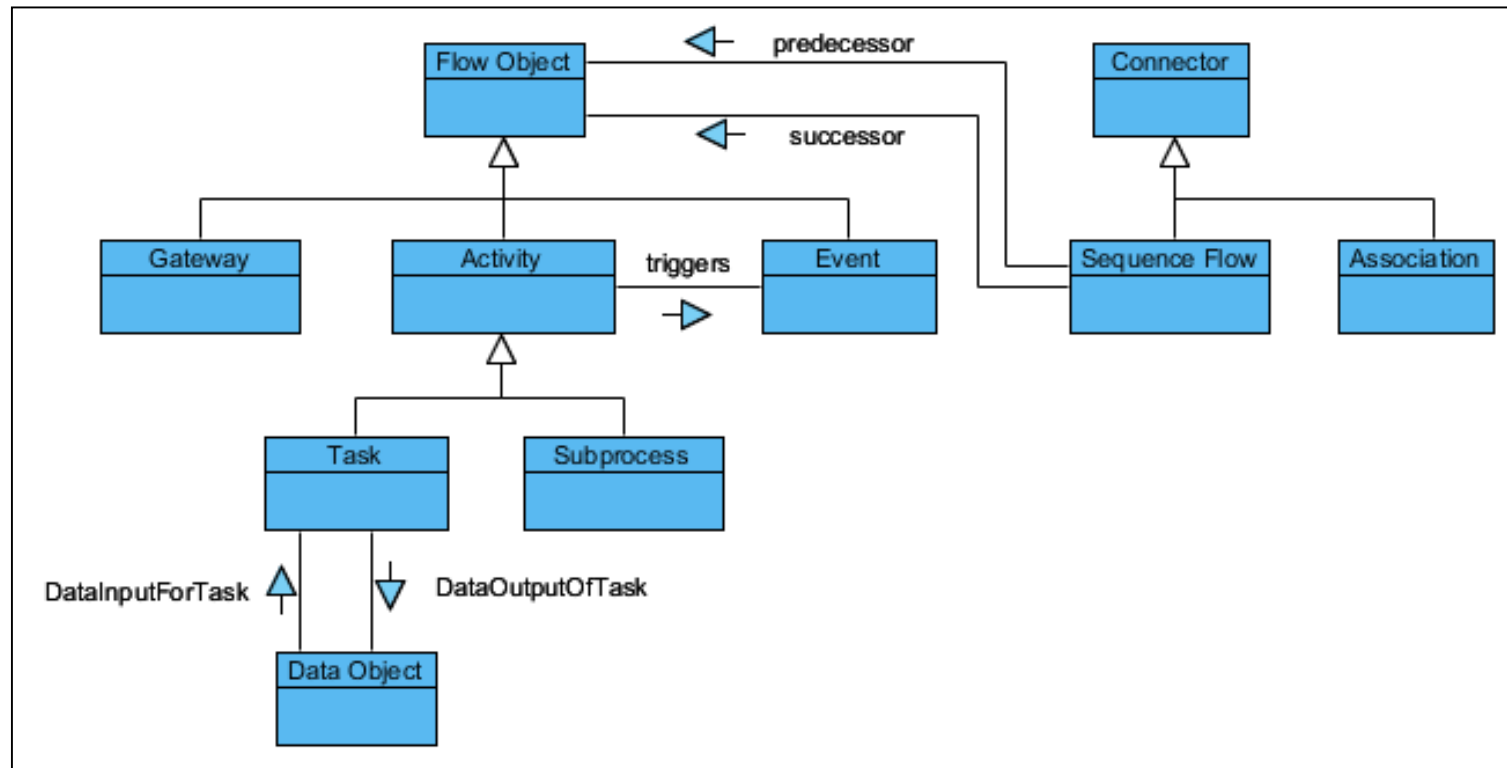 predecessor
Flow Object
Connector
successor
Gateway
Activity
triggers
Event
Sequence Flow
Association
Task
Subprocess
DataInputForTask
DataOutputOfTask
Data Object